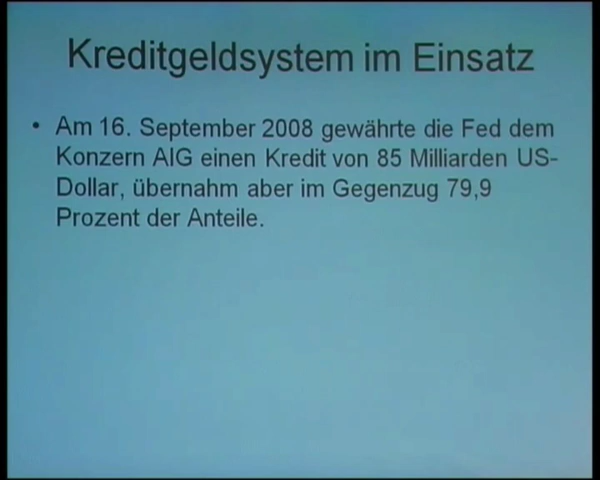 Kreditgeldsystem im Einsatz
• Am 16. September 2008 gewährte die Fed dem
Konzern AIG einen Kredit von 85 Milliarden US-
Dollar, übernahm aber im Gegenzug 79,9
Prozent der Anteile.